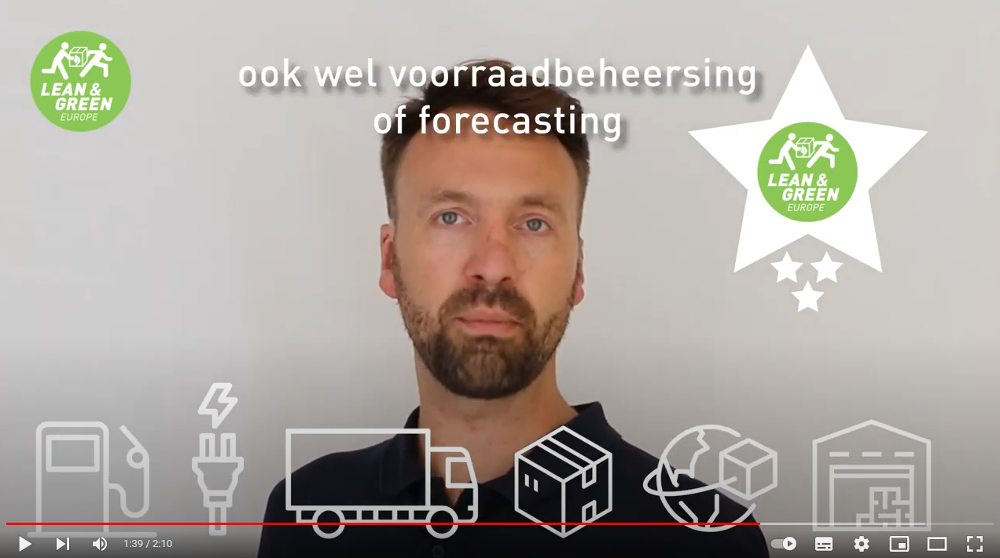 LEAN &
GREEN
EUROPE
ook wel voorraadbeheersing
of forecasting
LEAN &
GREEN
EUROPE
1:39 / 2:10